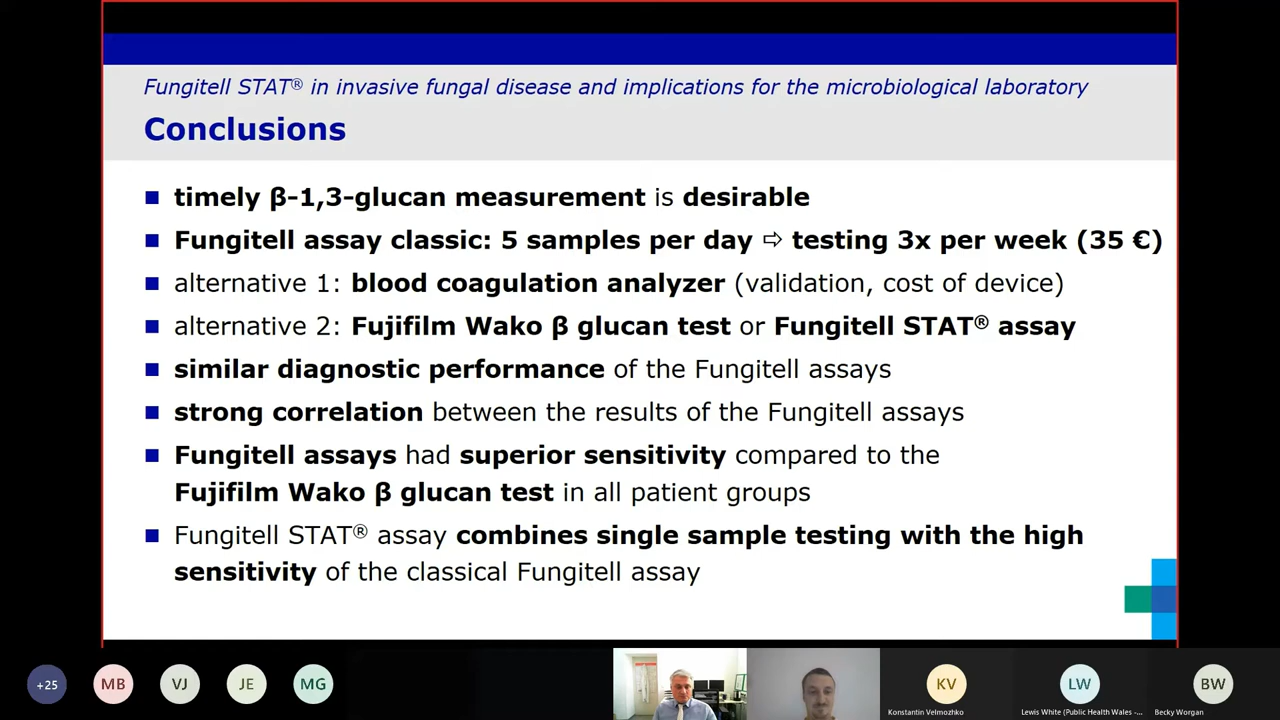 Fungitell STAT® in invasive fungal disease and implications for the microbiological laboratory
Conclusions
timely β-1,3-glucan measurement is desirable
Fungitell assay classic: 5 samples per day ⇨ testing 3x per week (35 €)
alternative 1: blood coagulation analyzer (validation, cost of device)
alternative 2: Fujifilm Wako β glucan test or Fungitell STAT® assay
similar diagnostic performance of the Fungitell assays
strong correlation between the results of the Fungitell assays
Fungitell assays had superior sensitivity compared to the
Fujifilm Wako β glucan test in all patient groups
Fungitell STAT® assay combines single sample testing with the high
sensitivity of the classical Fungitell assay
+25 MB VJ JE MG KV LW BW
Konstantin Velmozhko Lewis White (Public Health Wales -... Becky Worgan